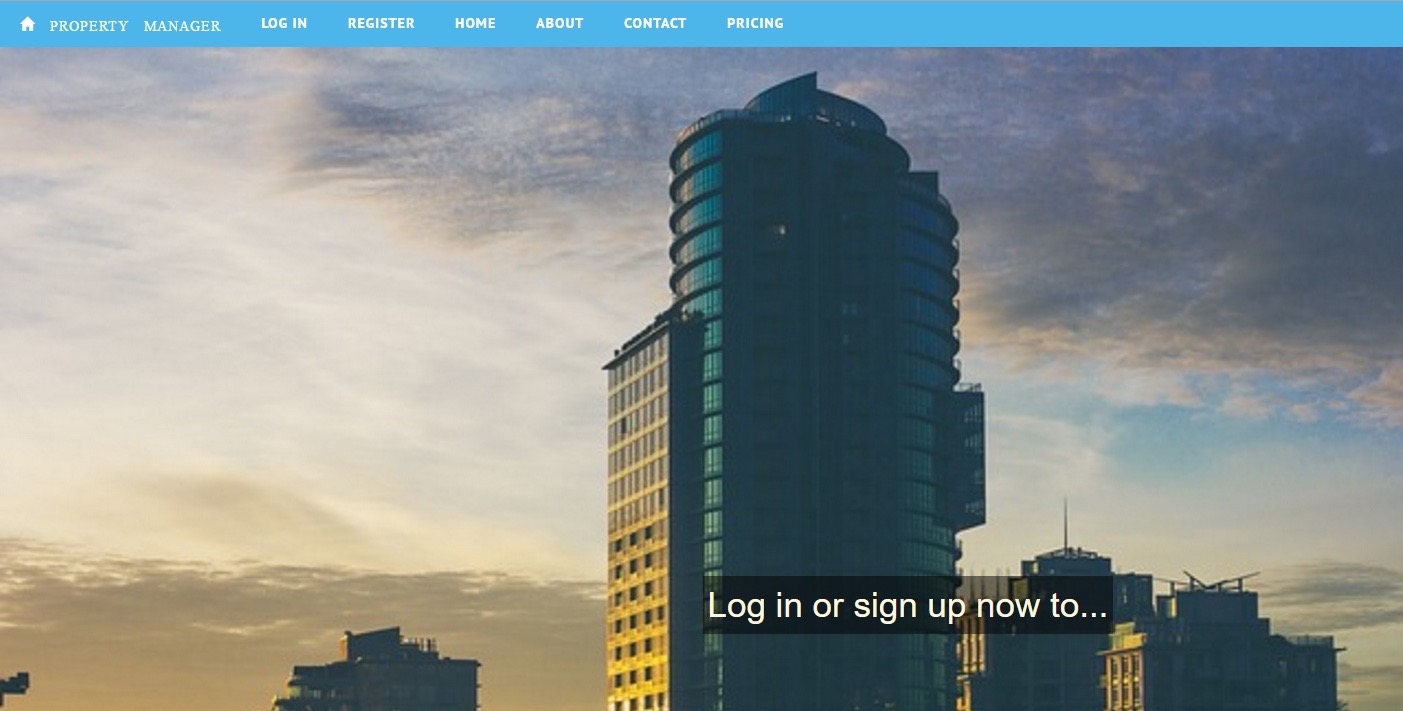 PROPERTY MANAGER LOG IN REGISTER HOME ABOUT CONTACT PRICING
Log in or sign up now to...